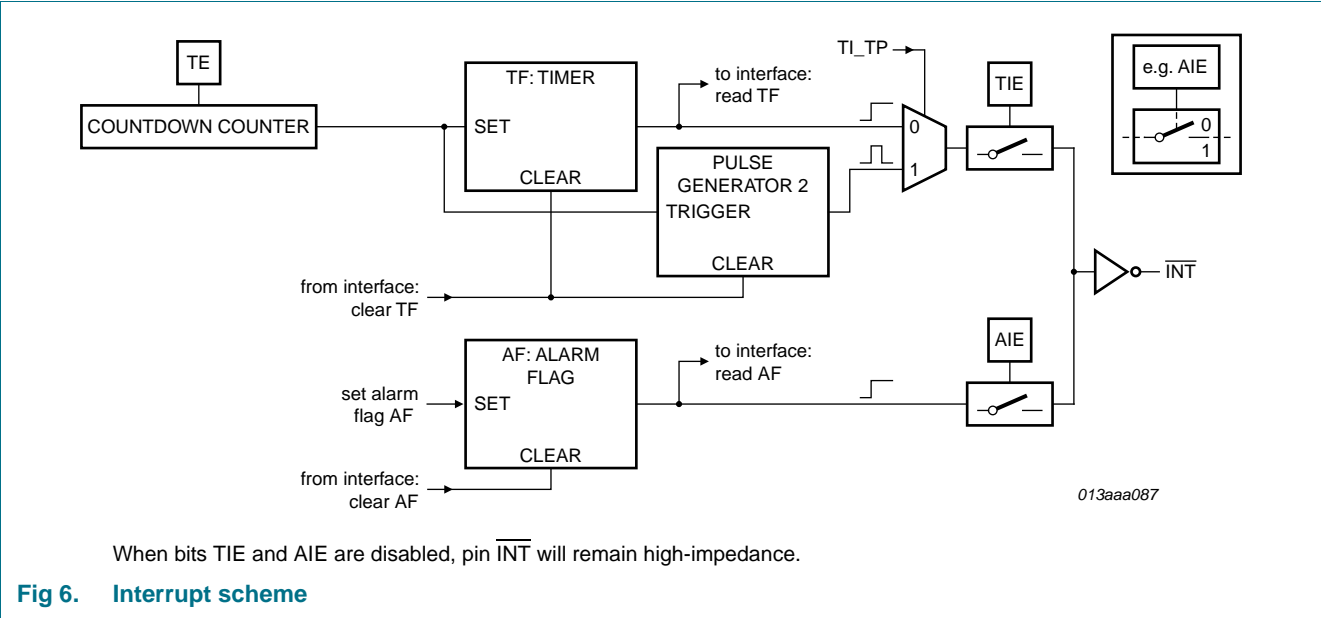 TE
COUNTDOWN COUNTER
TF: TIMER
SET
CLEAR
to interface:
read TF
PULSE
GENERATOR 2
TRIGGER
CLEAR
TI_TP
0
1
TIE
e.g. AIE
0
1
from interface:
clear TF
INT
AF: ALARM
FLAG
SET
CLEAR
set alarm
flag AF
to interface:
read AF
AIE
from interface:
clear AF
013aaa087
When bits TIE and AIE are disabled, pin INT will remain high-impedance.
Fig 6. Interrupt scheme